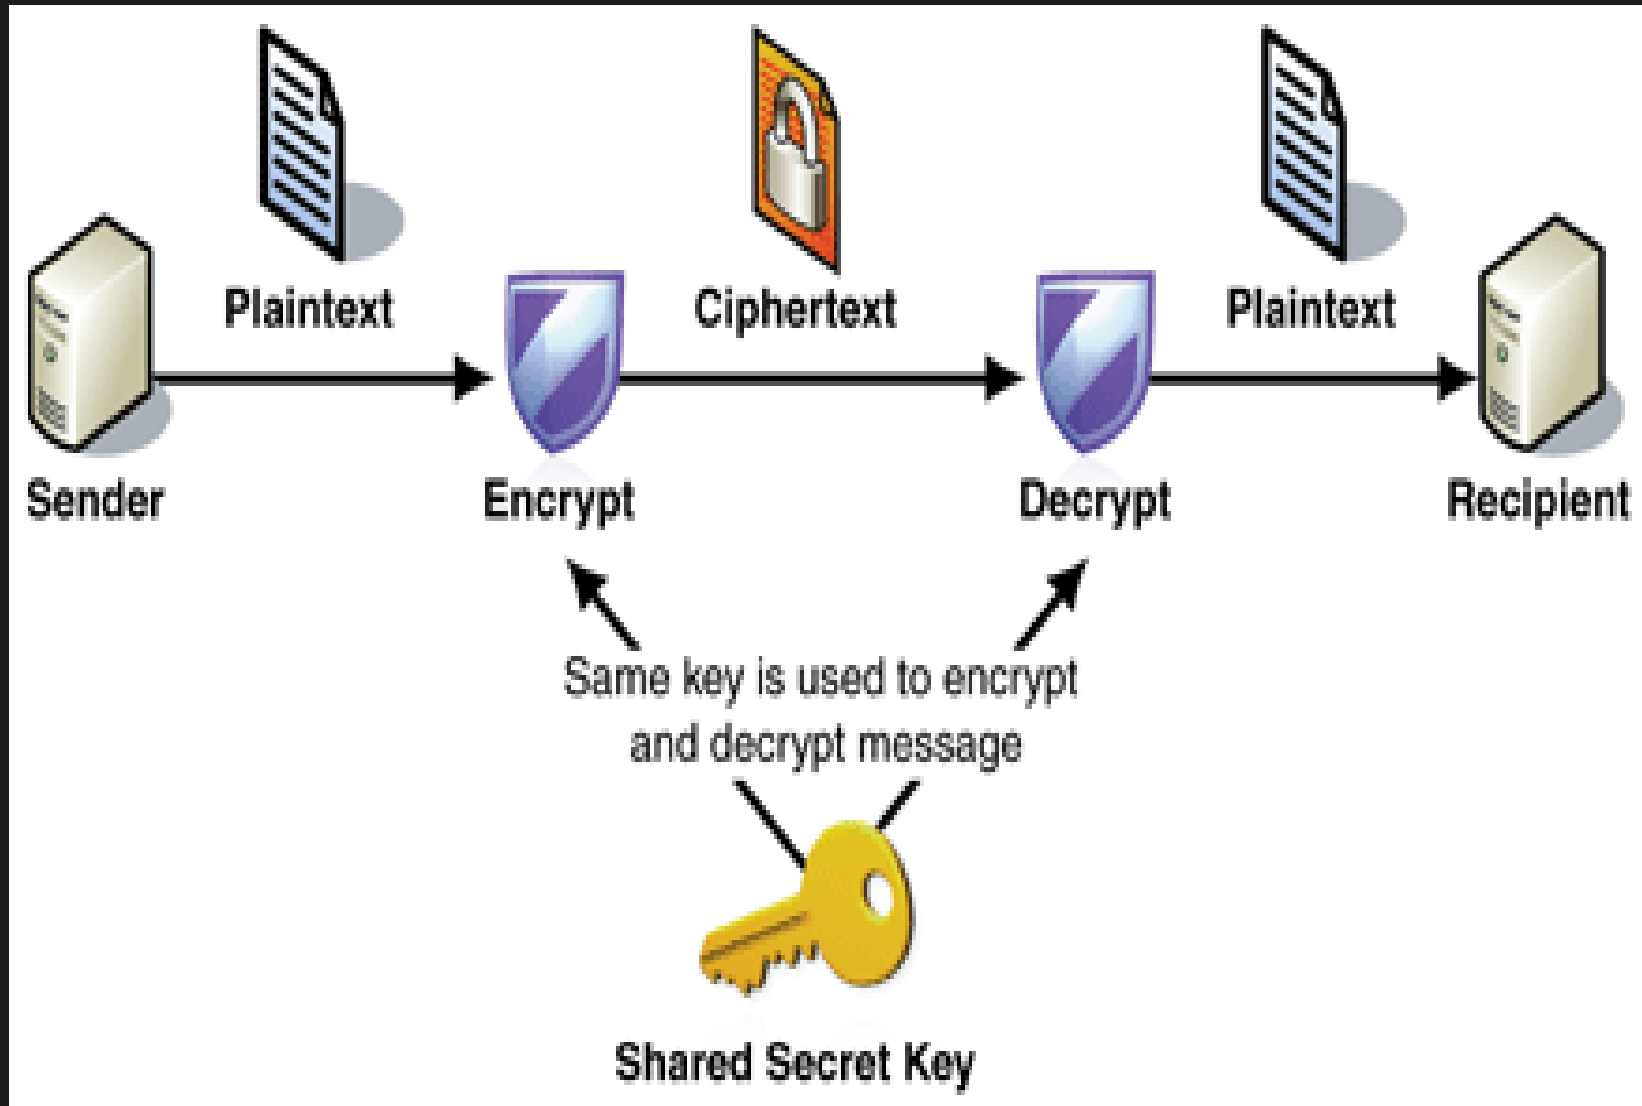 Plaintext
Ciphertext
Plaintext
Sender
Encrypt
Decrypt
Recipient
Same key is used to encrypt
and decrypt message
Shared Secret Key